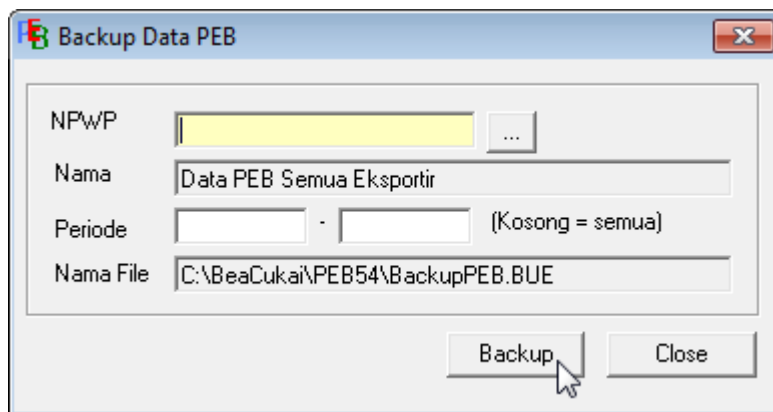 PEB Backup Data PEB
NPWP ...
Nama Data PEB Semua Eksportir
Periode - (Kosong = semua)
Nama File C:\BeaCukai\PEB54\BackupPEB.BUE
Backup Close